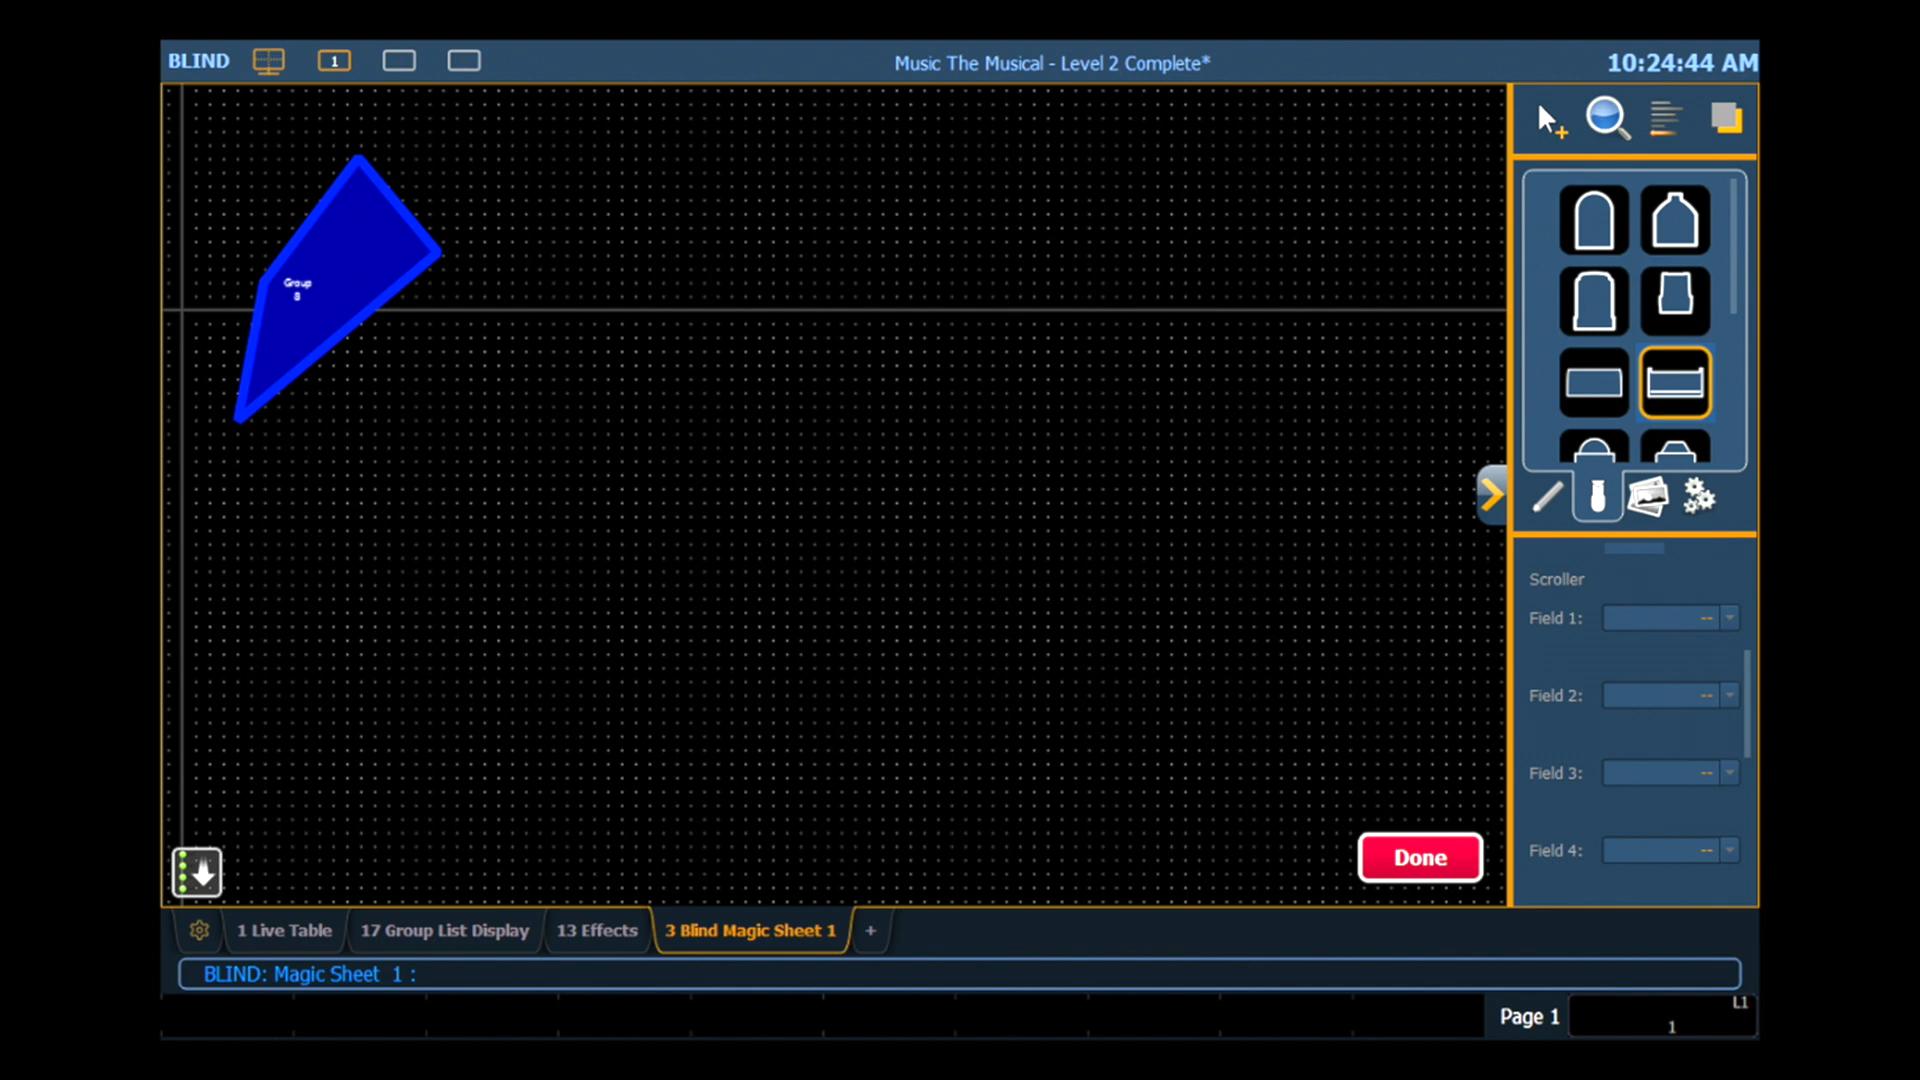 BLIND
1
Music The Musical - Level 2 Complete*
10:24:44 AM
Group
8
Scroller
Field 1:
--
Field 2:
--
Field 3:
--
Field 4:
--
Done
1 Live Table
17 Group List Display
13 Effects
3 Blind Magic Sheet 1
+
BLIND: Magic Sheet 1 :
Page 1
L1
1